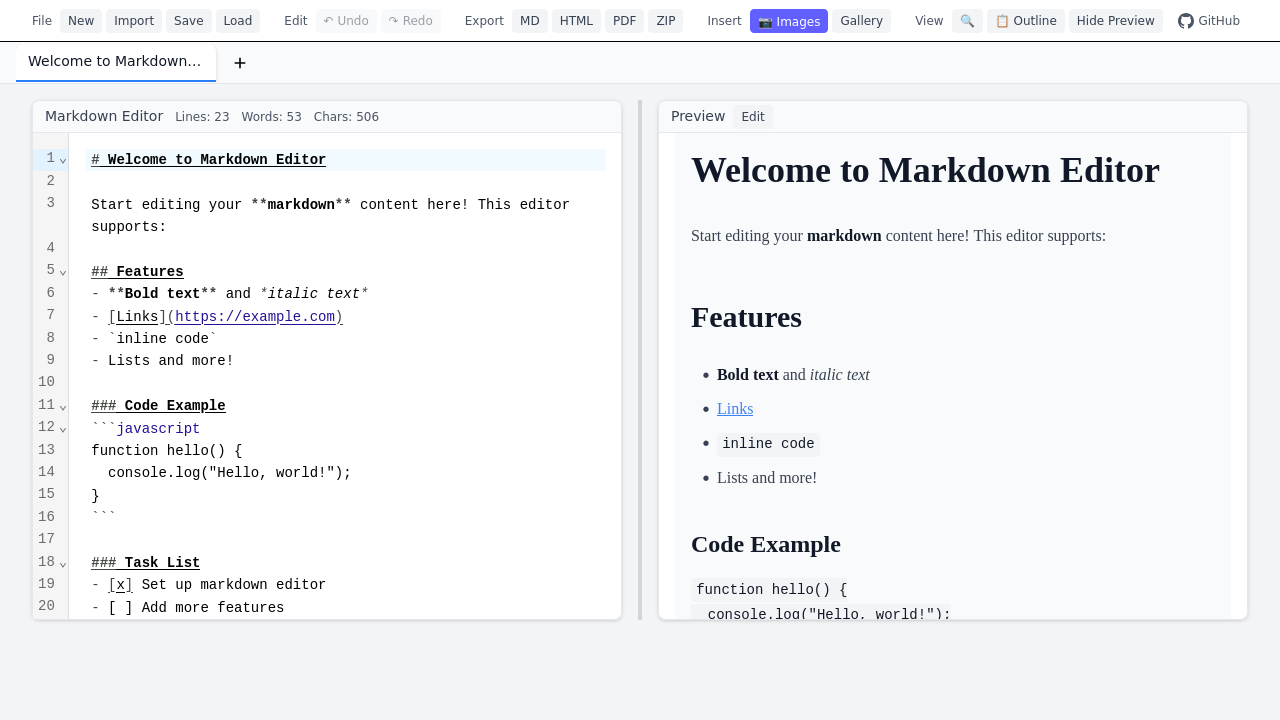 File New Import Save Load Edit ↶ Undo ↷ Redo Export MD HTML PDF ZIP Insert 📷 Images Gallery View 🔍 📋 Outline Hide Preview GitHub
Welcome to Markdown... +
Markdown Editor Lines: 23 Words: 53 Chars: 506
1 # Welcome to Markdown Editor
2
3 Start editing your **markdown** content here! This editor
supports:
4
5 ## Features
6 - **Bold text** and *italic text*
7 - [Links](https://example.com)
8 - `inline code`
9 - Lists and more!
10
11 ### Code Example
12 ```javascript
13 function hello() {
14   console.log("Hello, world!");
15 }
16 ```
17
18 ### Task List
19 - [x] Set up markdown editor
20 - [ ] Add more features
Preview Edit
Welcome to Markdown Editor
Start editing your markdown content here! This editor supports:
Features
• Bold text and italic text
• Links
• inline code
• Lists and more!
Code Example
function hello() {
  console.log("Hello, world!");